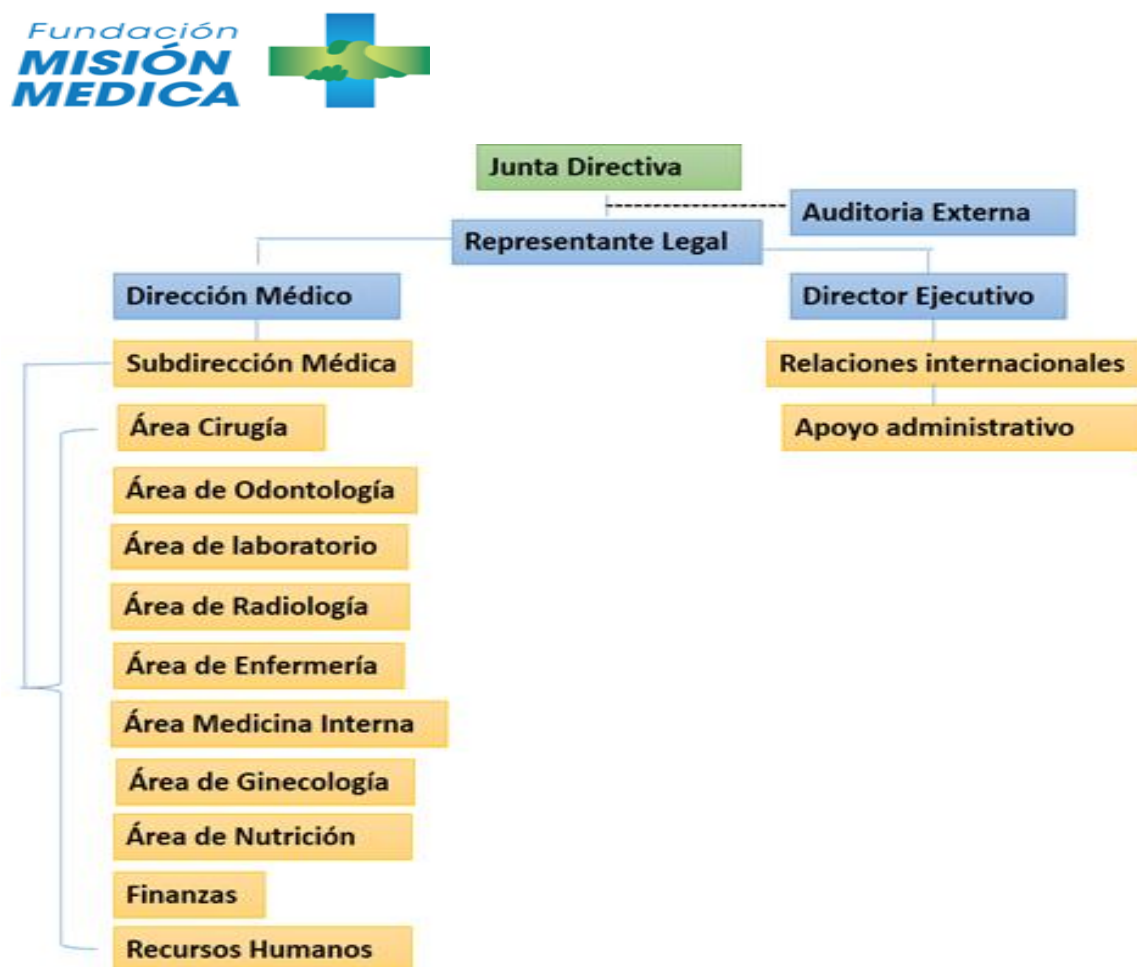 Fundación
MISIÓN
MEDICA
Junta Directiva
Auditoria Externa
Representante Legal
Dirección Médico
Director Ejecutivo
Subdirección Médica
Relaciones internacionales
Área Cirugía
Apoyo administrativo
Área de Odontología
Área de laboratorio
Área de Radiología
Área de Enfermería
Área Medicina Interna
Área de Ginecología
Área de Nutrición
Finanzas
Recursos Humanos